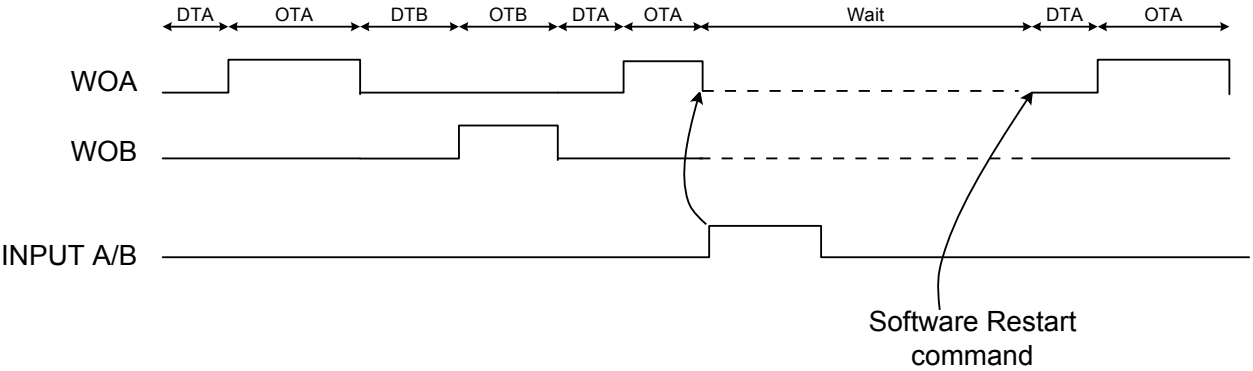 DTA OTA DTB OTB DTA OTA Wait DTA OTA
WOA
WOB
INPUT A/B
Software Restart
command